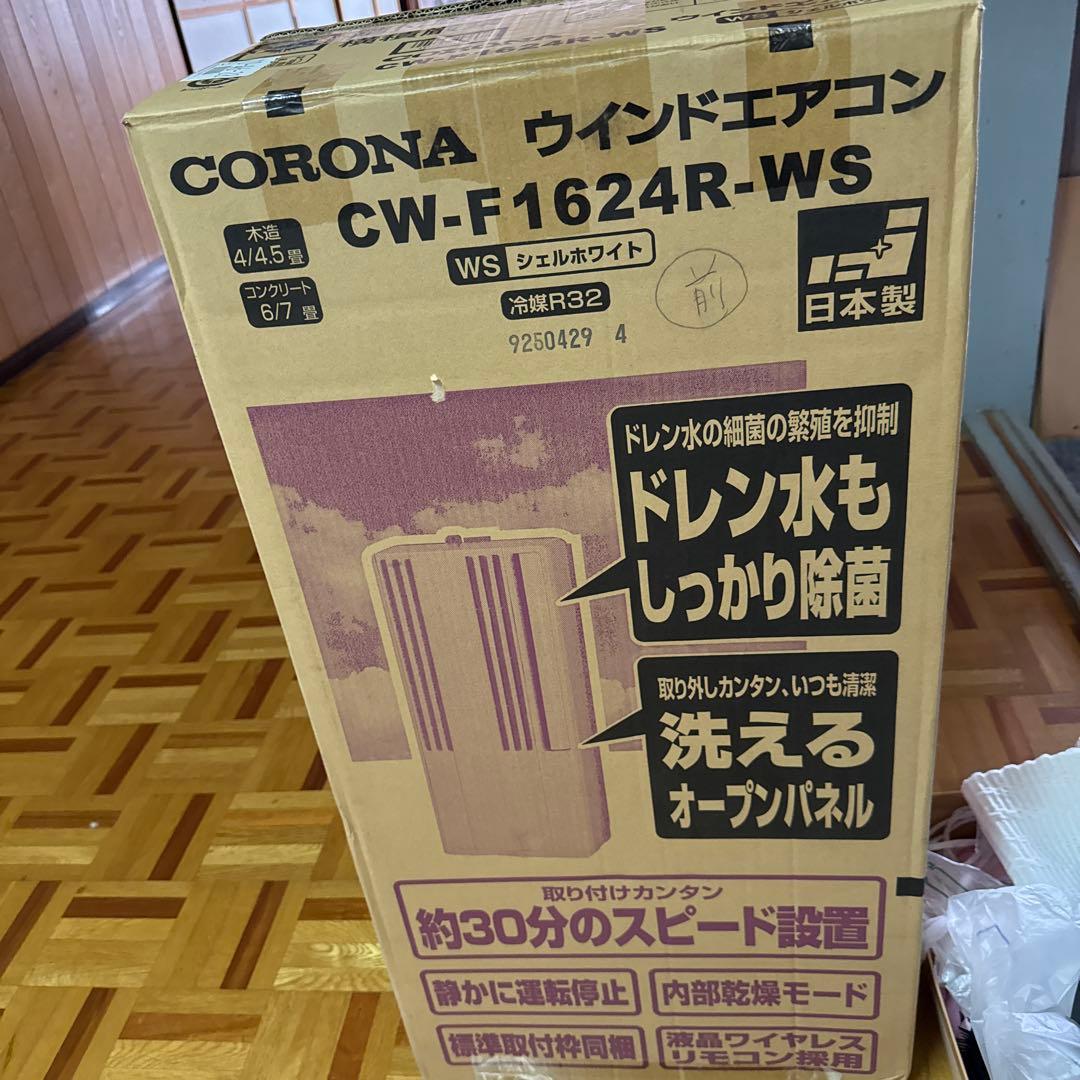 CW-F1624R-WS
CORONA ウインドエアコン
CW-F1624R-WS
木造
4/4.5畳
コンクリート
6/7畳
WS シェルホワイト
冷媒R32
前
9250429 4
日本製
ドレン水の細菌の繁殖を抑制
ドレン水も
しっかり除菌
取り外しカンタン、いつも清潔
洗える
オープンパネル
取り付けカンタン
約30分のスピード設置
静かに運転停止
内部乾燥モード
標準取付枠同梱
液晶ワイヤレス
リモコン採用